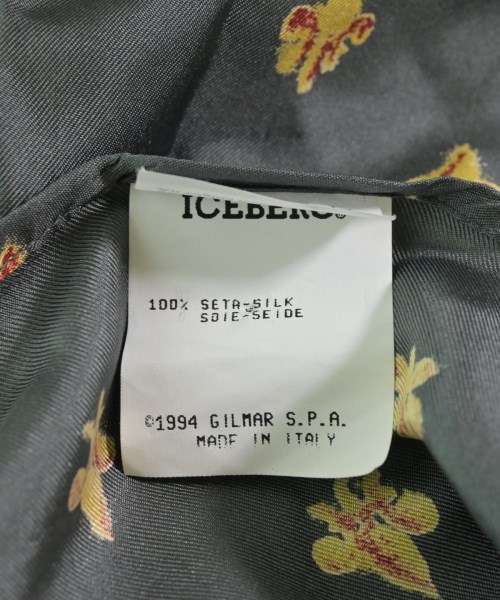 ICEBERG®
100% SETA-SILK
SOIE-SEIDE
©1994 GILMAR S.P.A.
MADE IN ITALY